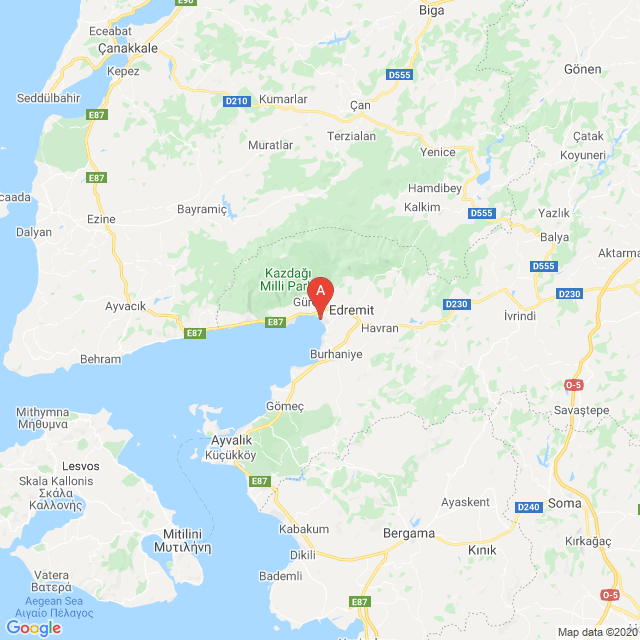 Biga
E90
Eceabat
Çanakkale
Kepez
D555
Gönen
Seddülbahir
D210
Kumarlar
Çan
E87
Terzialan
Çatak
Muratlar
Yenice
Koyuneri
E87
Hamdibey
caada
Bayramiç
Kalkim
D555
Yazlık
Ezine
Dalyan
Balya
Aktarma
D555
Kazdağı
Milli Par
A
D230
Ayvacık
Güre
D230
Edremit
İvrindi
E87
E87
Havran
Behram
Burhaniye
O-5
Mithymna
Μήθυμνα
Gömeç
Savaştepe
Ayvalık
Küçükköy
Lesvos
Skala Kallonis
Σκάλα
Καλλονής
E87
Ayaskent
D240
Soma
Kabakum
Mitilini
Μυτιλήνη
Bergama
Kırkağaç
Dikili
Kınık
Vatera
Βατερά
Bademli
Aegean Sea
Αιγαίο Πέλαγος
E87
O-5
Google
Map data ©2020